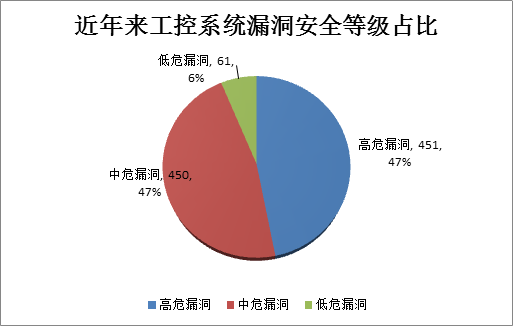 近年来工控系统漏洞安全等级占比
低危漏洞, 61,
6%
高危漏洞, 451,
47%
中危漏洞, 450,
47%
高危漏洞 中危漏洞 低危漏洞